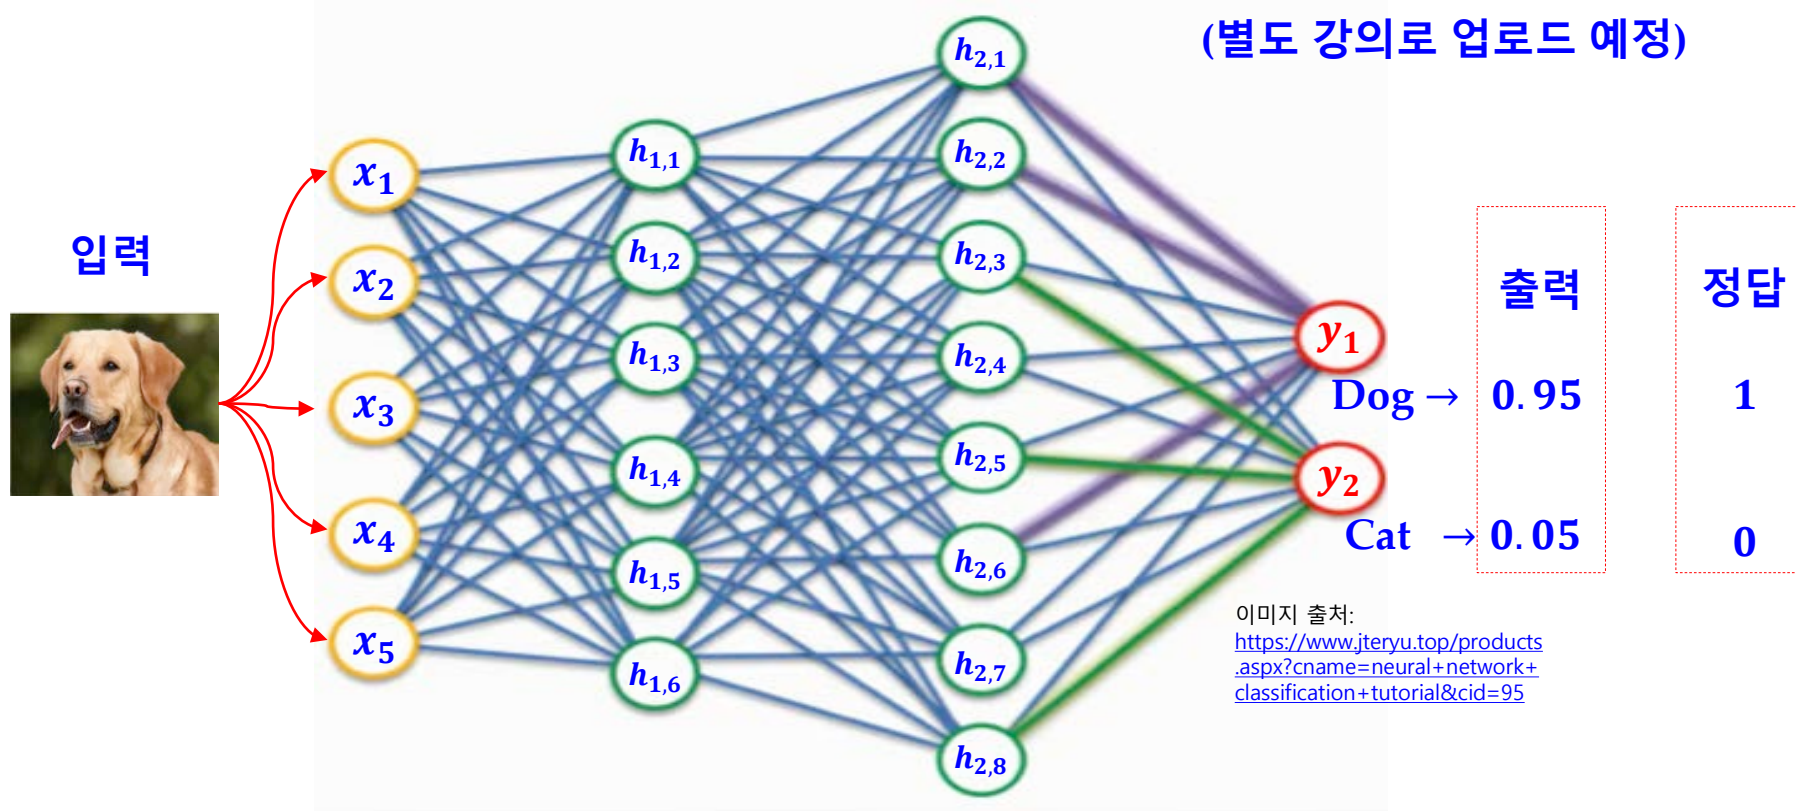 (별도 강의로 업로드 예정)
입력
x₁
x₂
x₃
x₄
x₅
h₁,₁
h₁,₂
h₁,₃
h₁,₄
h₁,₅
h₁,₆
h₂,₁
h₂,₂
h₂,₃
h₂,₄
h₂,₅
h₂,₆
h₂,₇
h₂,₈
y₁
y₂
출력 정답
Dog → 0.95 1
Cat → 0.05 0
이미지 출처:
https://www.jteryu.top/products
.aspx?cname=neural+network+
classification+tutorial&cid=95